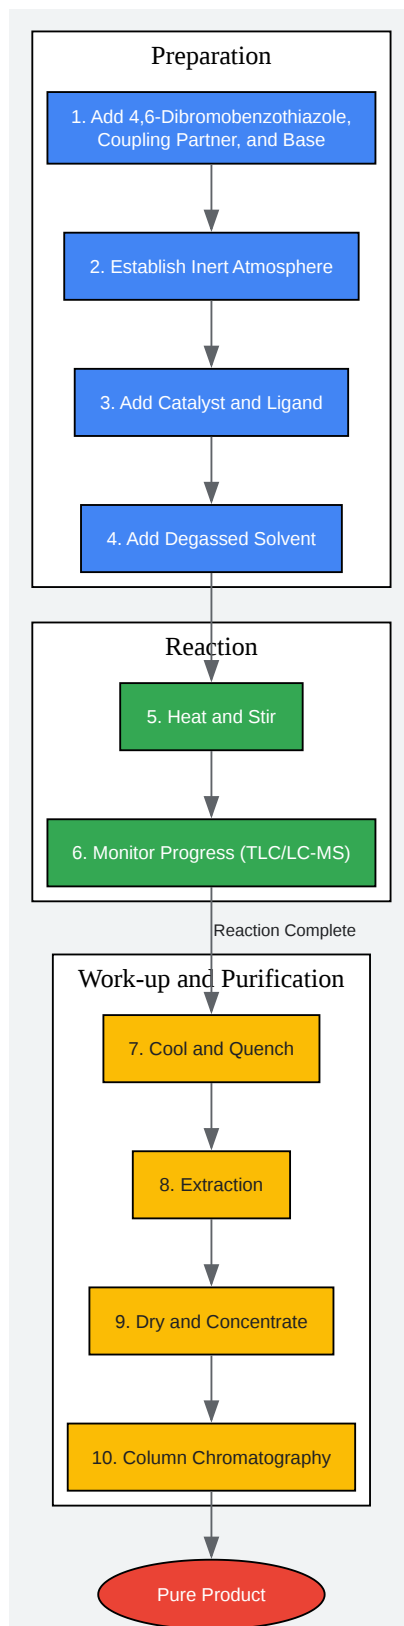 Preparation
1. Add 4,6-Dibromobenzothiazole,
Coupling Partner, and Base
2. Establish Inert Atmosphere
3. Add Catalyst and Ligand
4. Add Degassed Solvent
Reaction
5. Heat and Stir
6. Monitor Progress (TLC/LC-MS)
Reaction Complete
Work-up and Purification
7. Cool and Quench
8. Extraction
9. Dry and Concentrate
10. Column Chromatography
Pure Product